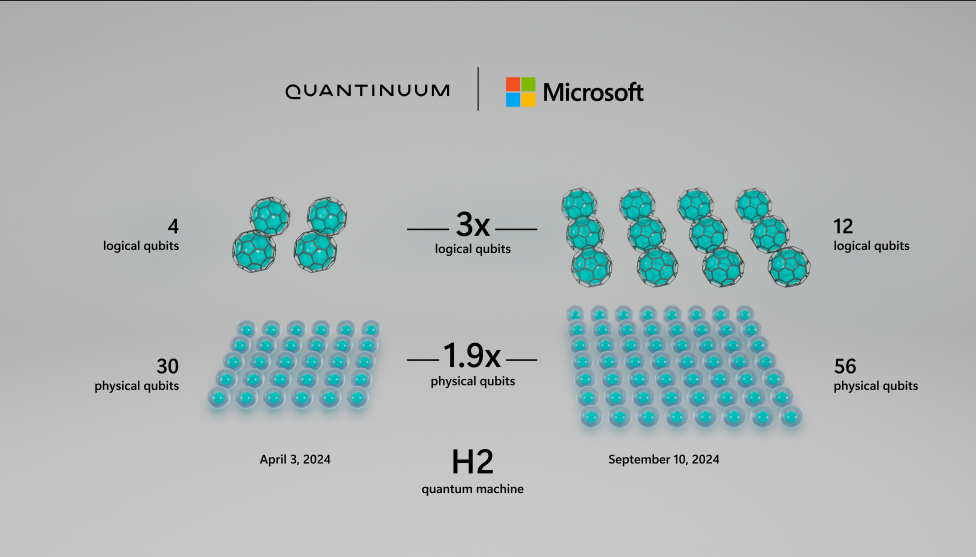 QUANTINUUM
Microsoft
4
logical qubits
3x
logical qubits
12
logical qubits
30
physical qubits
1.9x
physical qubits
56
physical qubits
April 3, 2024
H2
quantum machine
September 10, 2024